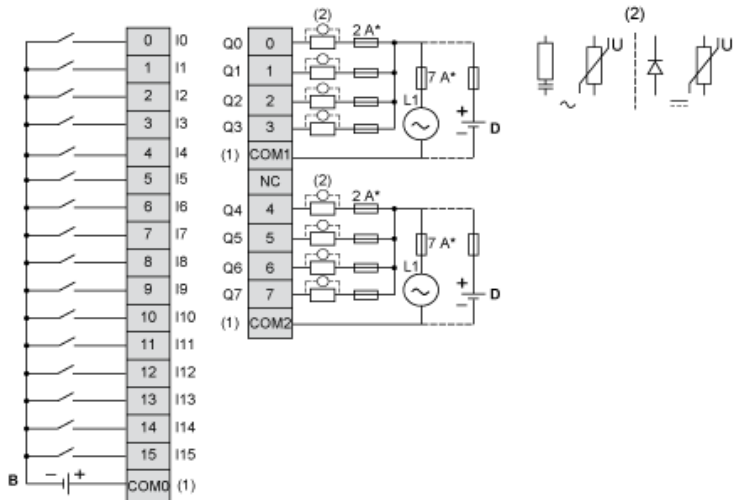 0 I0
1 I1
2 I2
3 I3
4 I4
5 I5
6 I6
7 I7
8 I8
9 I9
10 I10
11 I11
12 I12
13 I13
14 I14
15 I15
B - + COM0 (1)
(2) 2 A*
Q0 0
Q1 1
Q2 2
Q3 3
(1) COM1
7 A*
L1
+
- D
NC
(2) 2 A*
Q4 4
Q5 5
Q6 6
Q7 7
(1) COM2
7 A*
L1
+
- D
(2)
U
U